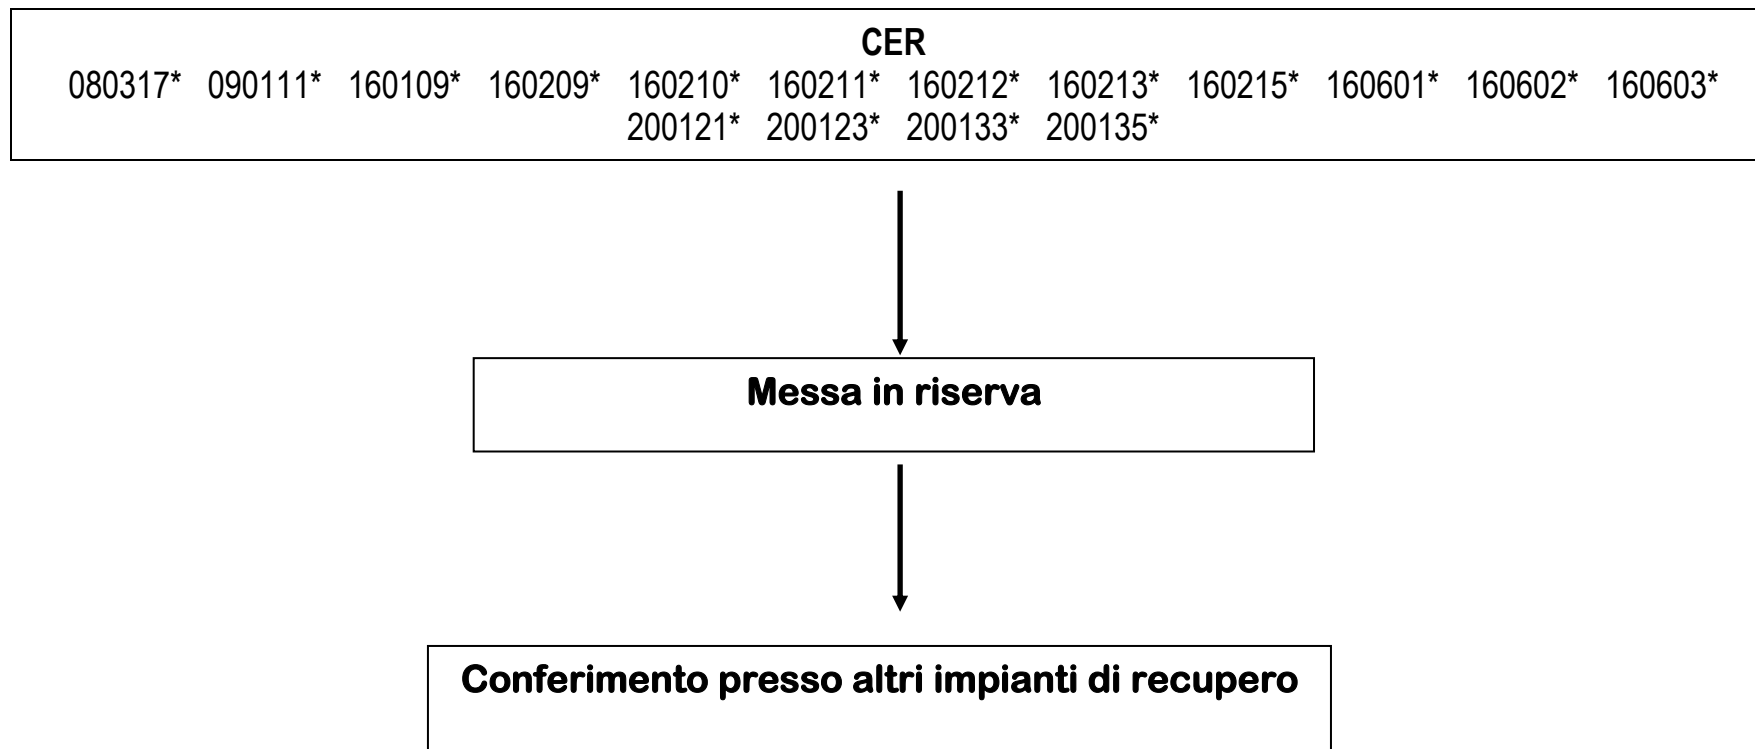 CER
080317* 090111* 160109* 160209* 160210* 160211* 160212* 160213* 160215* 160601* 160602* 160603*
200121* 200123* 200133* 200135*
Messa in riserva
Conferimento presso altri impianti di recupero